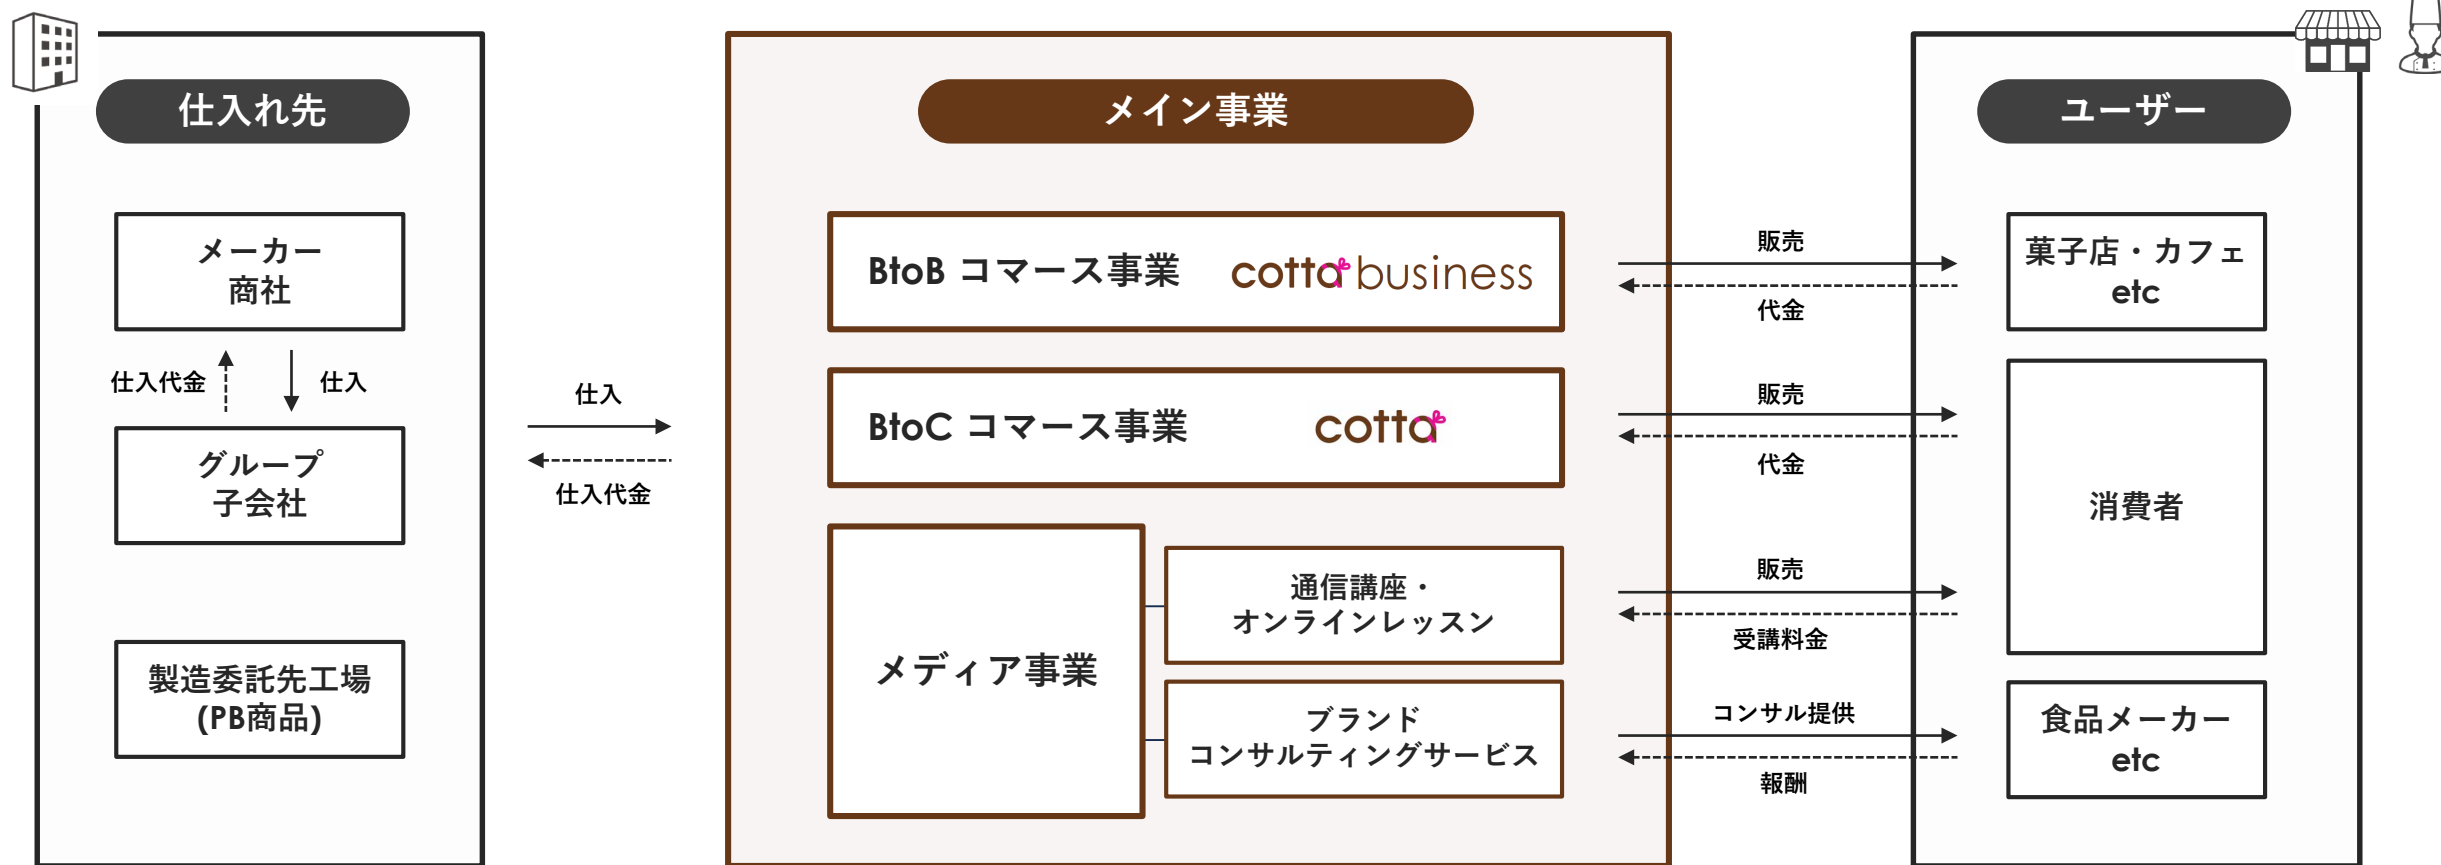 仕入れ先
メーカー
商社
仕入代金
仕入
グループ
子会社
製造委託先工場
(PB商品)
仕入
仕入代金
メイン事業
BtoB コマース事業
cotta business
BtoC コマース事業
cotta
メディア事業
通信講座・
オンラインレッスン
ブランド
コンサルティングサービス
販売
代金
販売
代金
販売
受講料金
コンサル提供
報酬
ユーザー
菓子店・カフェ
etc
消費者
食品メーカー
etc